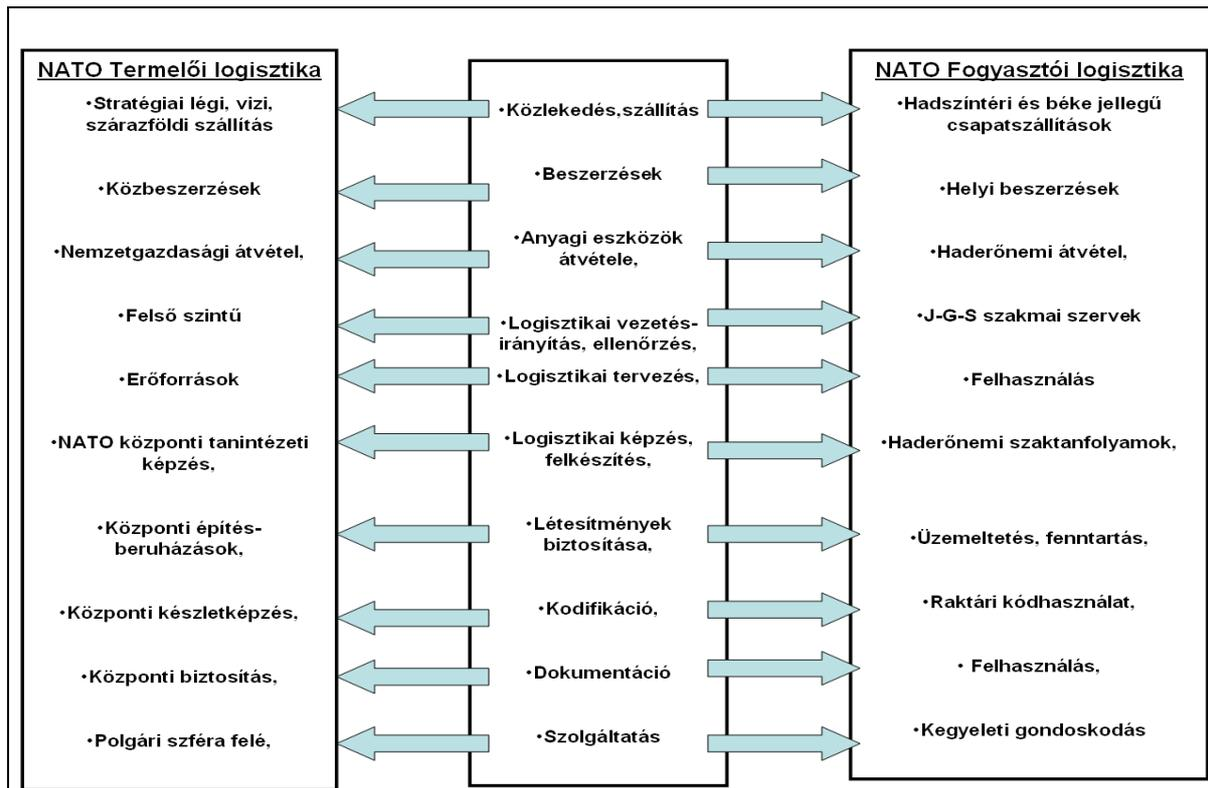 NATO Termelői logisztika
•Stratégiai légi, vizi,
szárazföldi szállítás
•Közbeszerzések
•Nemzetgazdasági átvétel,
•Felső szintű
•Erőforrások
•NATO központi tanintézeti
képzés,
•Központi építés-
beruházások,
•Központi készletképzés,
•Központi biztosítás,
•Polgári szféra felé,
•Közlekedés,szállítás
•Beszerzések
•Anyagi eszközök
átvétele,
•Logisztikai vezetés-
irányítás, ellenőrzés,
•Logisztikai tervezés,
•Logisztikai képzés,
felkészítés,
•Létesítmények
biztosítása,
•Kodifikáció,
•Dokumentáció
•Szolgáltatás
NATO Fogyasztói logisztika
•Hadszíntéri és béke jellegű
csapatszállítások
•Helyi beszerzések
•Haderőnemi átvétel,
•J-G-S szakmai szervek
•Felhasználás
•Haderőnemi szaktanfolyamok,
•Üzemeltetés, fenntartás,
•Raktári kódhasználat,
• Felhasználás,
•Kegyeleti gondoskodás